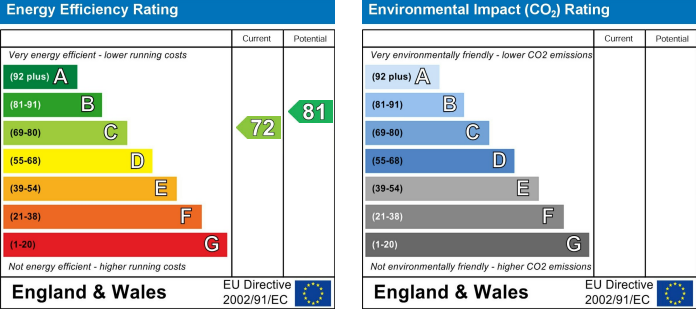 Energy Efficiency Rating
Current Potential
Very energy efficient - lower running costs
(92 plus) A
(81-91) B
(69-80) C
(55-68) D
(39-54) E
(21-38) F
(1-20) G
72
81
Not energy efficient - higher running costs
England & Wales
EU Directive
2002/91/EC
Environmental Impact (CO₂) Rating
Current Potential
Very environmentally friendly - lower CO2 emissions
(92 plus) A
(81-91) B
(69-80) C
(55-68) D
(39-54) E
(21-38) F
(1-20) G
Not environmentally friendly - higher CO2 emissions
England & Wales
EU Directive
2002/91/EC